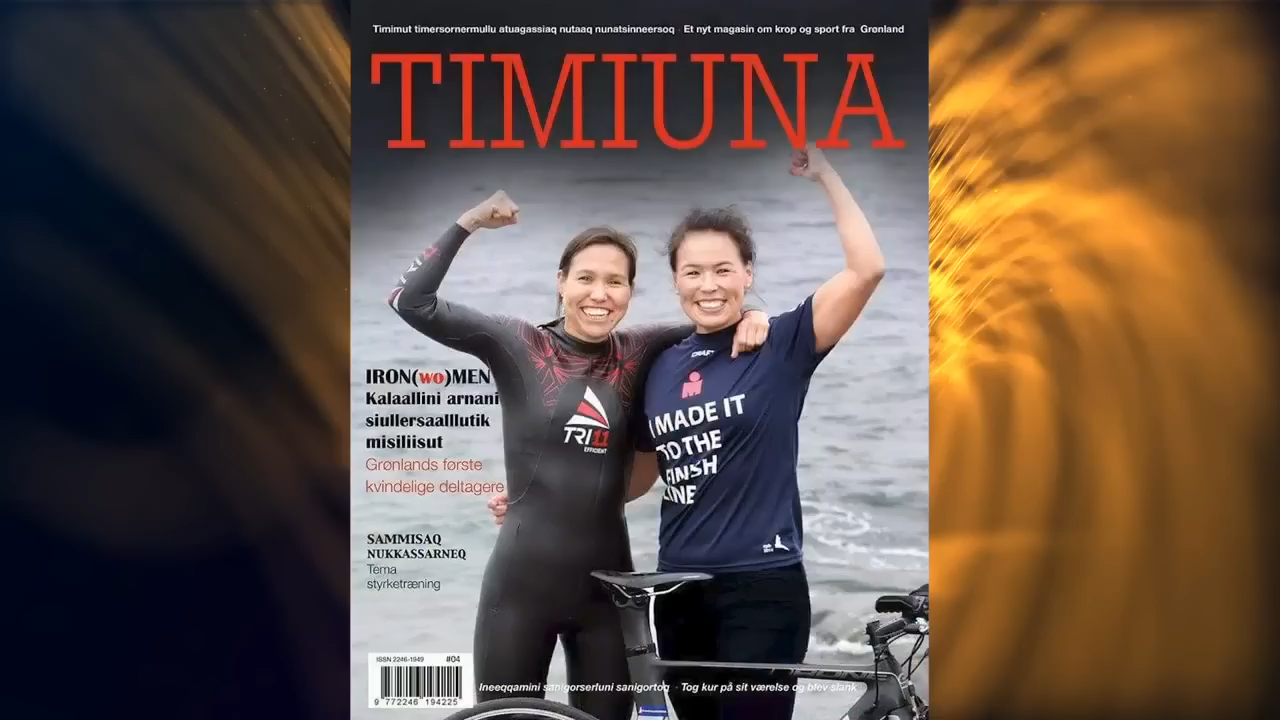 Timimut timersornermullu atuagassiaq nutaaq nunatsinneersoq · Et nyt magasin om krop og sport fra Grønland
TIMIUNA
IRON(wo)MEN
Kalaallini arnani
siullersaalllutik
misiliisut
Grønlands første
kvindelige deltagere
SAMMISAQ
NUKKASSARNEQ
Tema
styrketræning
CRAFT
I MADE IT
TO THE
FINISH
LINE
TRI11
EFFICIENT
ISSN 2246-1949 #04
9 772246 194225
Ineeqqamini sanigorserluni sanigortoq · Tog kur på sit værelse og blev slank